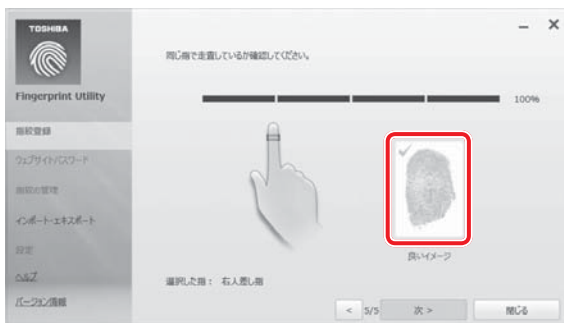 TOSHIBA
Fingerprint Utility
指紋登録
ウェブサイト/パスワード
指紋の管理
インポート・エキスポート
設定
ヘルプ
バージョン情報
同じ指で走査しているか確認してください。
100%
良いイメージ
選択した指： 右人差し指
< 5/5 次 > 閉じる